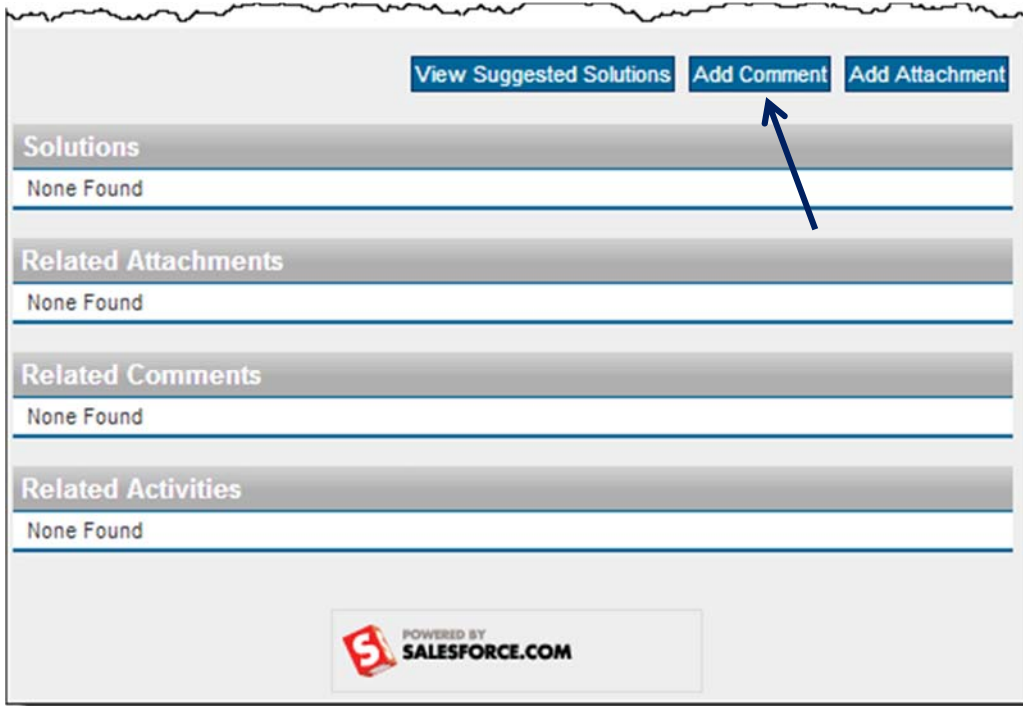 View Suggested Solutions Add Comment Add Attachment
Solutions
None Found
Related Attachments
None Found
Related Comments
None Found
Related Activities
None Found
S POWERED BY
SALESFORCE.COM